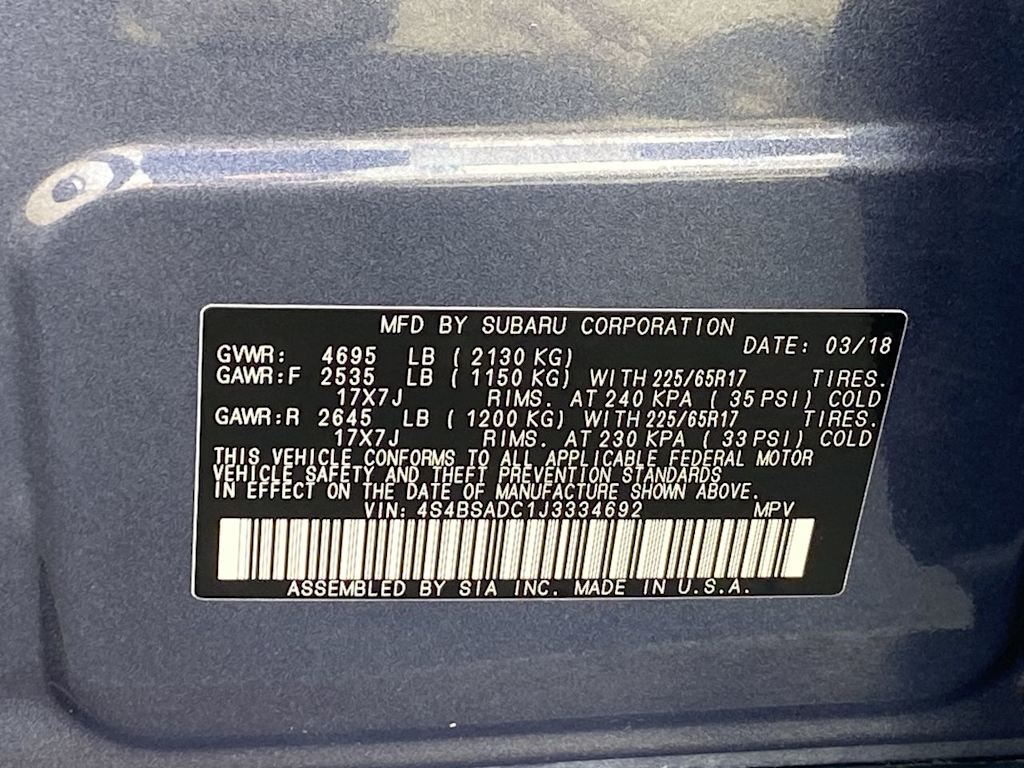 MFD BY SUBARU CORPORATION
DATE: 03/18
GVWR: 4695 LB ( 2130 KG)
GAWR:F 2535 LB ( 1150 KG) WITH 225/65R17 TIRES.
17X7J RIMS. AT 240 KPA ( 35 PSI) COLD
GAWR:R 2645 LB ( 1200 KG) WITH 225/65R17 TIRES.
17X7J RIMS. AT 230 KPA ( 33 PSI) COLD
THIS VEHICLE CONFORMS TO ALL APPLICABLE FEDERAL MOTOR
VEHICLE SAFETY AND THEFT PREVENTION STANDARDS
IN EFFECT ON THE DATE OF MANUFACTURE SHOWN ABOVE.
VIN: 4S4BSADC1J3334692 MPV
ASSEMBLED BY SIA INC. MADE IN U.S.A.